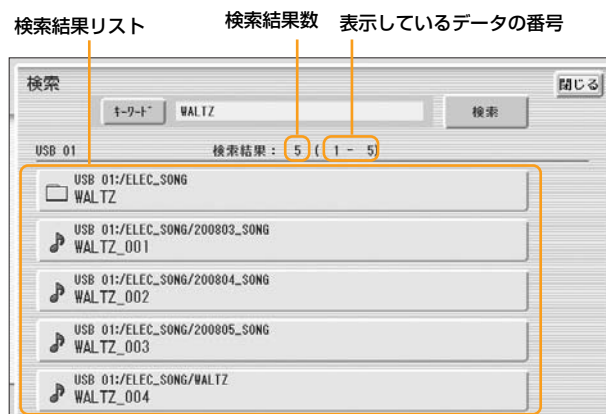 検索結果リスト 検索結果数 表示しているデータの番号
検索 閉じる
ｷｰﾜｰﾄﾞ WALTZ 検索
USB 01 検索結果： 5 ( 1 - 5)
USB 01:/ELEC_SONG
WALTZ
USB 01:/ELEC_SONG/200803_SONG
WALTZ_001
USB 01:/ELEC_SONG/200804_SONG
WALTZ_002
USB 01:/ELEC_SONG/200805_SONG
WALTZ_003
USB 01:/ELEC_SONG/WALTZ
WALTZ_004